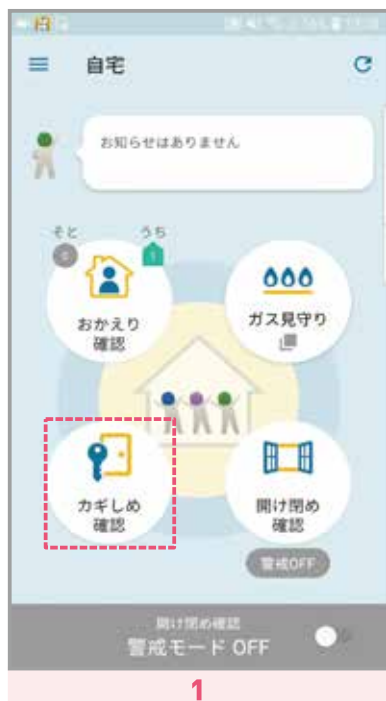 自宅
お知らせはありません
そと
うち
おかえり
確認
ガス見守り
カギしめ
確認
開け閉め
確認
警戒OFF
開け閉め確認
警戒モード OFF
1